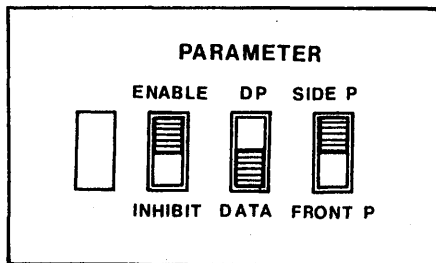 PARAMETER
ENABLE DP SIDE P
INHIBIT DATA FRONT P